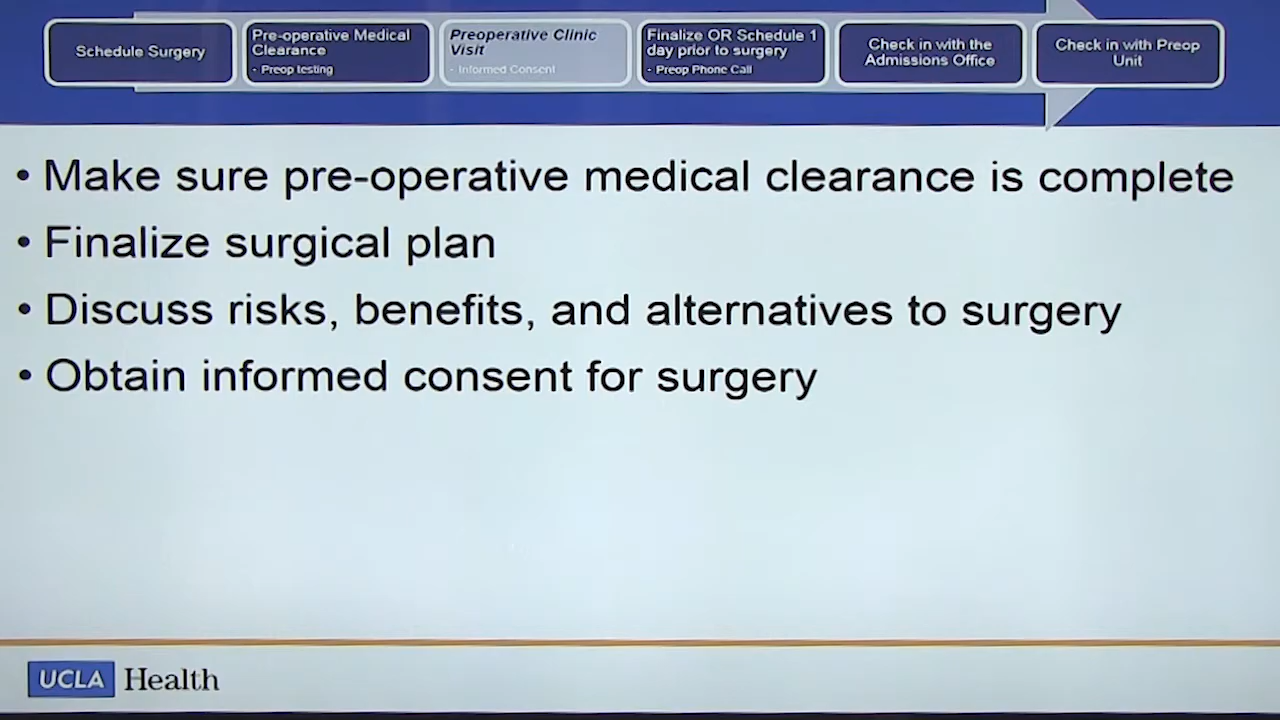 Schedule Surgery
Pre-operative Medical
Clearance
- Preop testing
Preoperative Clinic
Visit
- Informed Consent
Finalize OR Schedule 1
day prior to surgery
- Preop Phone Call
Check in with the
Admissions Office
Check in with Preop
Unit
• Make sure pre-operative medical clearance is complete
• Finalize surgical plan
• Discuss risks, benefits, and alternatives to surgery
• Obtain informed consent for surgery
UCLA Health